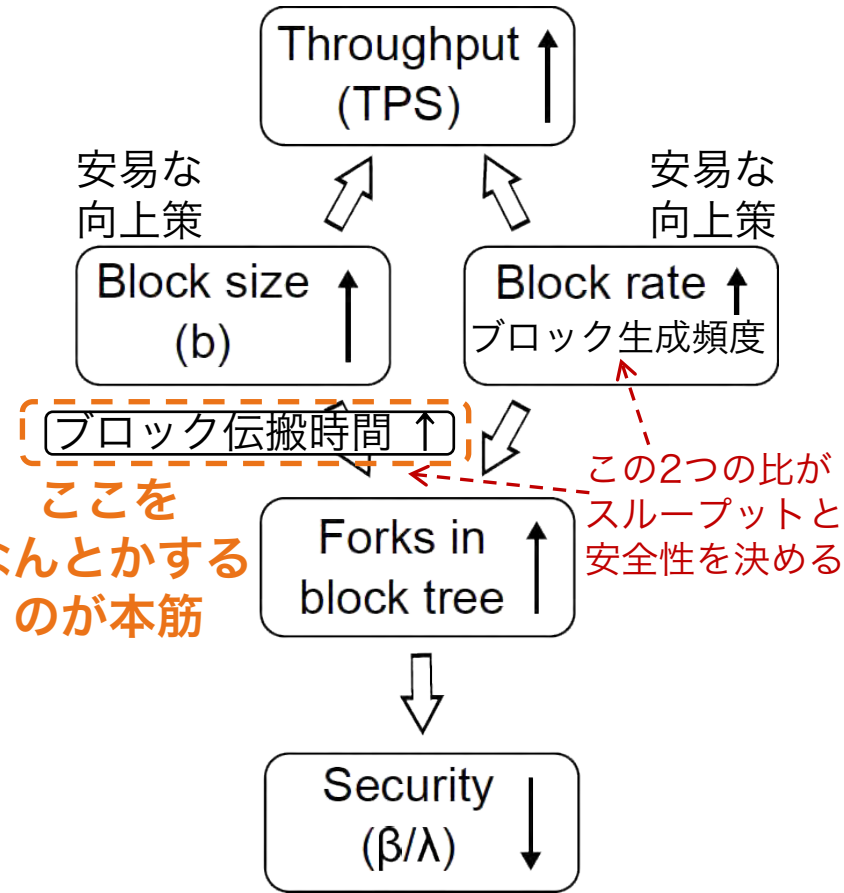 Throughput ↑
(TPS)
安易な
向上策
安易な
向上策
Block size ↑
(b)
Block rate ↑
ブロック生成頻度
ブロック伝搬時間 ↑
ここを
んとかする
のが本筋
この2つの比が
スループットと
安全性を決める
Forks in ↑
block tree
Security ↓
(β/λ)